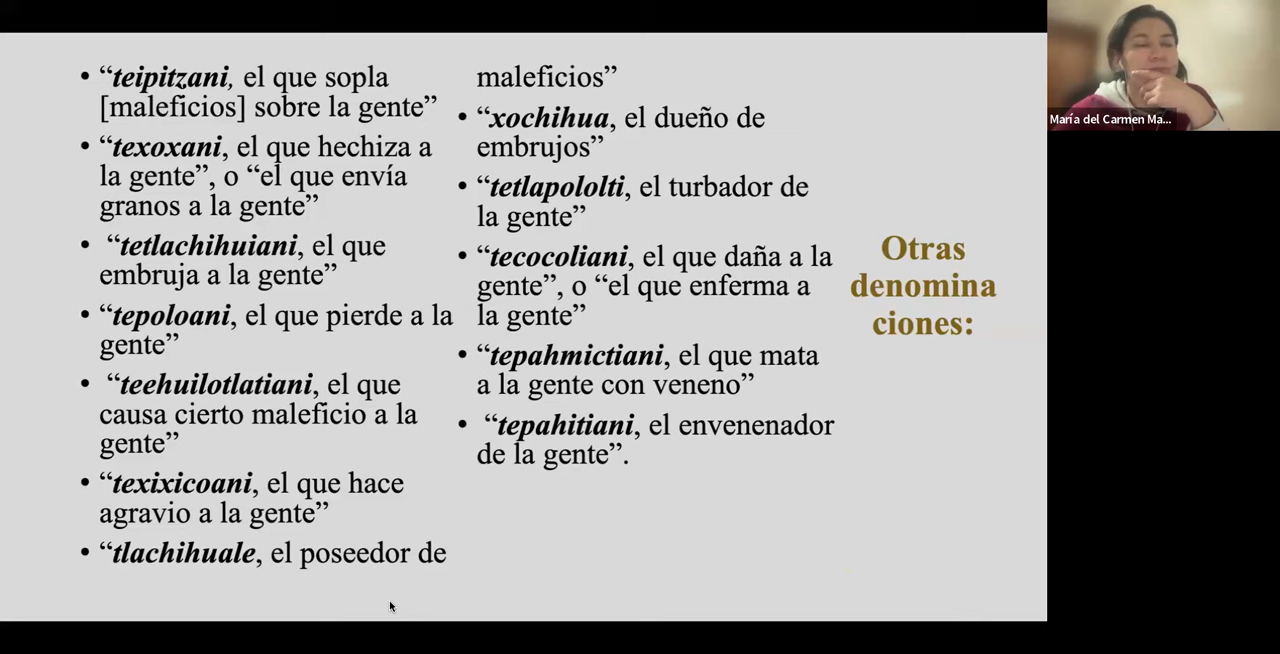 • “teipitzani, el que sopla
[maleficios] sobre la gente”
• “texoxani, el que hechiza a
la gente”, o “el que envía
granos a la gente”
• “tetlachihuiani, el que
embruja a la gente”
• “tepoloani, el que pierde a la
gente”
• “teehuilotlatiani, el que
causa cierto maleficio a la
gente”
• “texixicoani, el que hace
agravio a la gente”
• “tlachihuale, el poseedor de
maleficios”
• “xochihua, el dueño de
embrujos”
• “tetlapololti, el turbador de
la gente”
• “tecocoliani, el que daña a la
gente”, o “el que enferma a
la gente”
• “tepahmictiani, el que mata
a la gente con veneno”
• “tepahitiani, el envenenador
de la gente”.
Otras
denomina
ciones:
María del Carmen Ma...